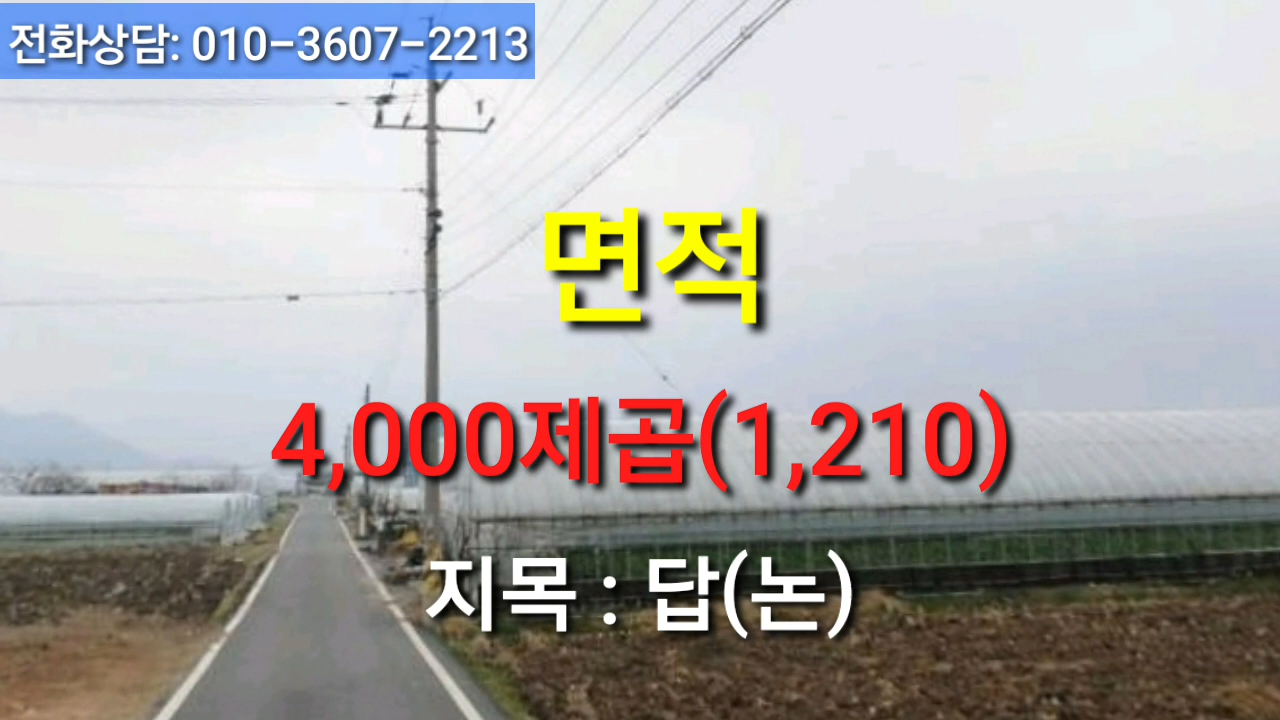 전화상담: 010-3607-2213
면적
4,000제곱(1,210)
지목 : 답(논)